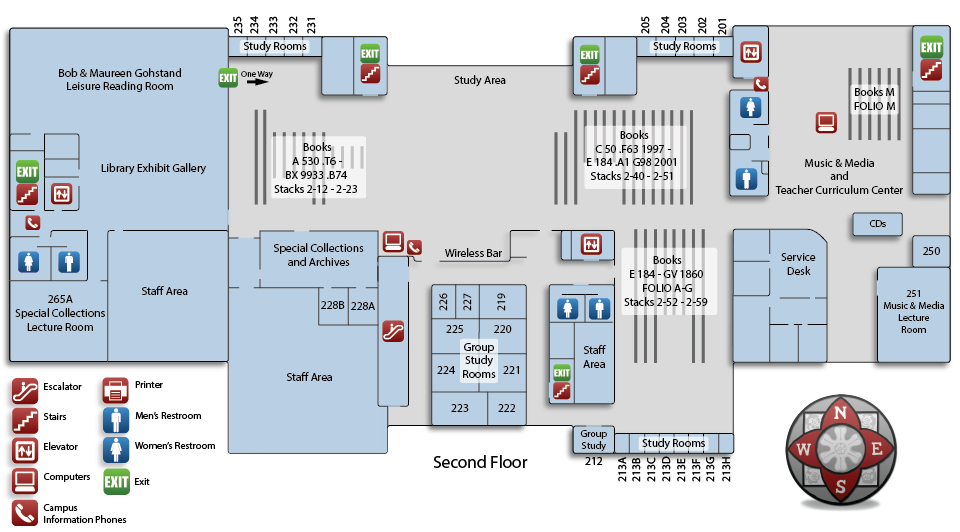 235
234
233
232
231
Study Rooms
205
204
203
202
201
Study Rooms
EXIT
EXIT
EXIT
Bob & Maureen Gohstand
Leisure Reading Room
EXIT
One Way
Study Area
Books M
FOLIO M
Books
A 530 .T6 -
BX 9933 .B74
Stacks 2-12 - 2-23
Books
C 50 .F63 1997 -
E 184 .A1 G98 2001
Stacks 2-40 - 2-51
Library Exhibit Gallery
EXIT
Music & Media
and
Teacher Curriculum Center
CDs
Special Collections
and Archives
Wireless Bar
Books
E 184 - GV 1860
FOLIO A-G
Stacks 2-52 - 2-59
Service
Desk
250
265A
Special Collections
Lecture Room
Staff Area
228B
228A
226
227
219
225
220
Group
Study
Rooms
224
221
223
222
251
Music & Media
Lecture
Room
Staff
Area
EXIT
Staff Area
Group
Study
212
Study Rooms
213A
213B
213C
213D
213E
213F
213G
213H
Second Floor
Escalator
Printer
Stairs
Men's Restroom
Elevator
Women's Restroom
Computers
EXIT
Exit
Campus
Information Phones
N
W
E
S